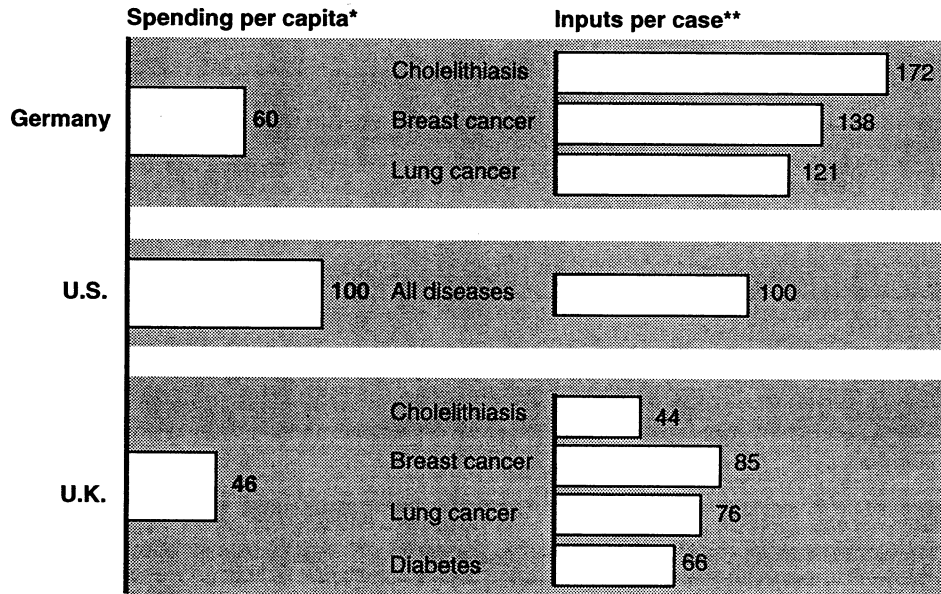 Spending per capita* Inputs per case**
Cholelithiasis 172
Germany 60 Breast cancer 138
Lung cancer 121
U.S. 100 All diseases 100
Cholelithiasis 44
Breast cancer 85
U.K. 46
Lung cancer 76
Diabetes 66